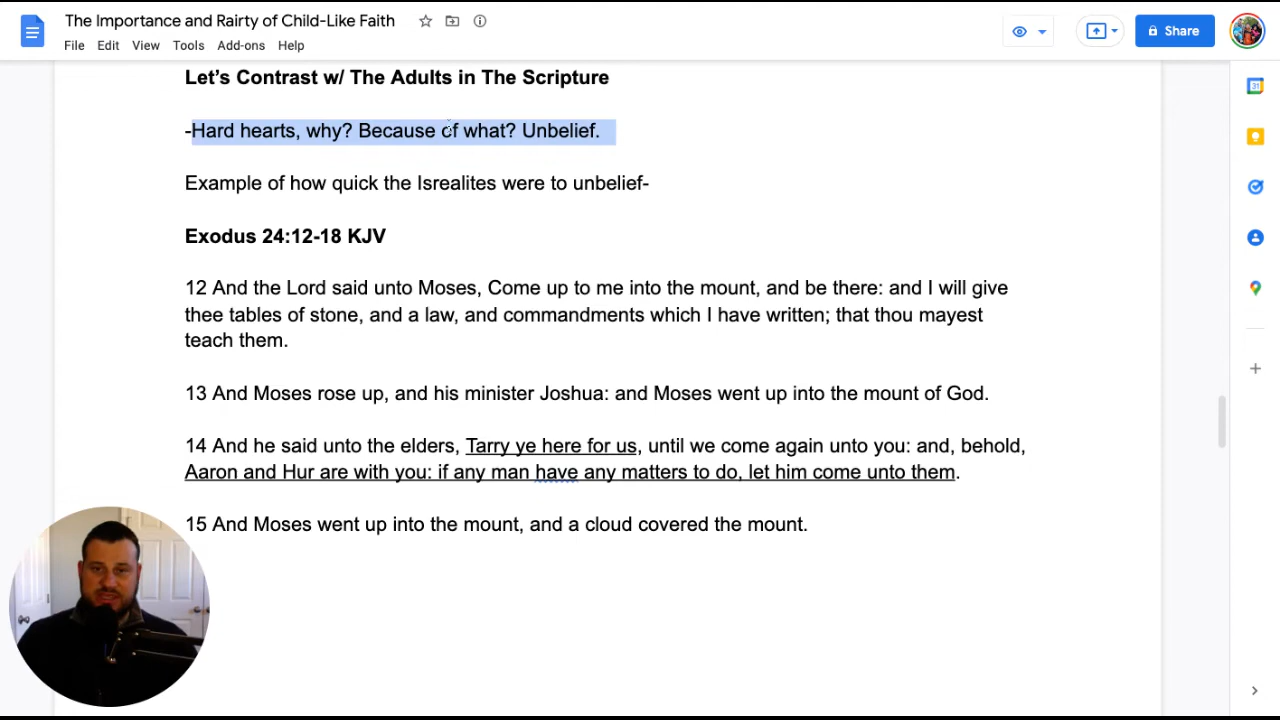 The Importance and Rairty of Child-Like Faith
File Edit View Tools Add-ons Help
Share
Let's Contrast w/ The Adults in The Scripture
-Hard hearts, why? Because of what? Unbelief.
Example of how quick the Isrealites were to unbelief-
Exodus 24:12-18 KJV
12 And the Lord said unto Moses, Come up to me into the mount, and be there: and I will give
thee tables of stone, and a law, and commandments which I have written; that thou mayest
teach them.
13 And Moses rose up, and his minister Joshua: and Moses went up into the mount of God.
14 And he said unto the elders, Tarry ye here for us, until we come again unto you: and, behold,
Aaron and Hur are with you: if any man have any matters to do, let him come unto them.
15 And Moses went up into the mount, and a cloud covered the mount.
31